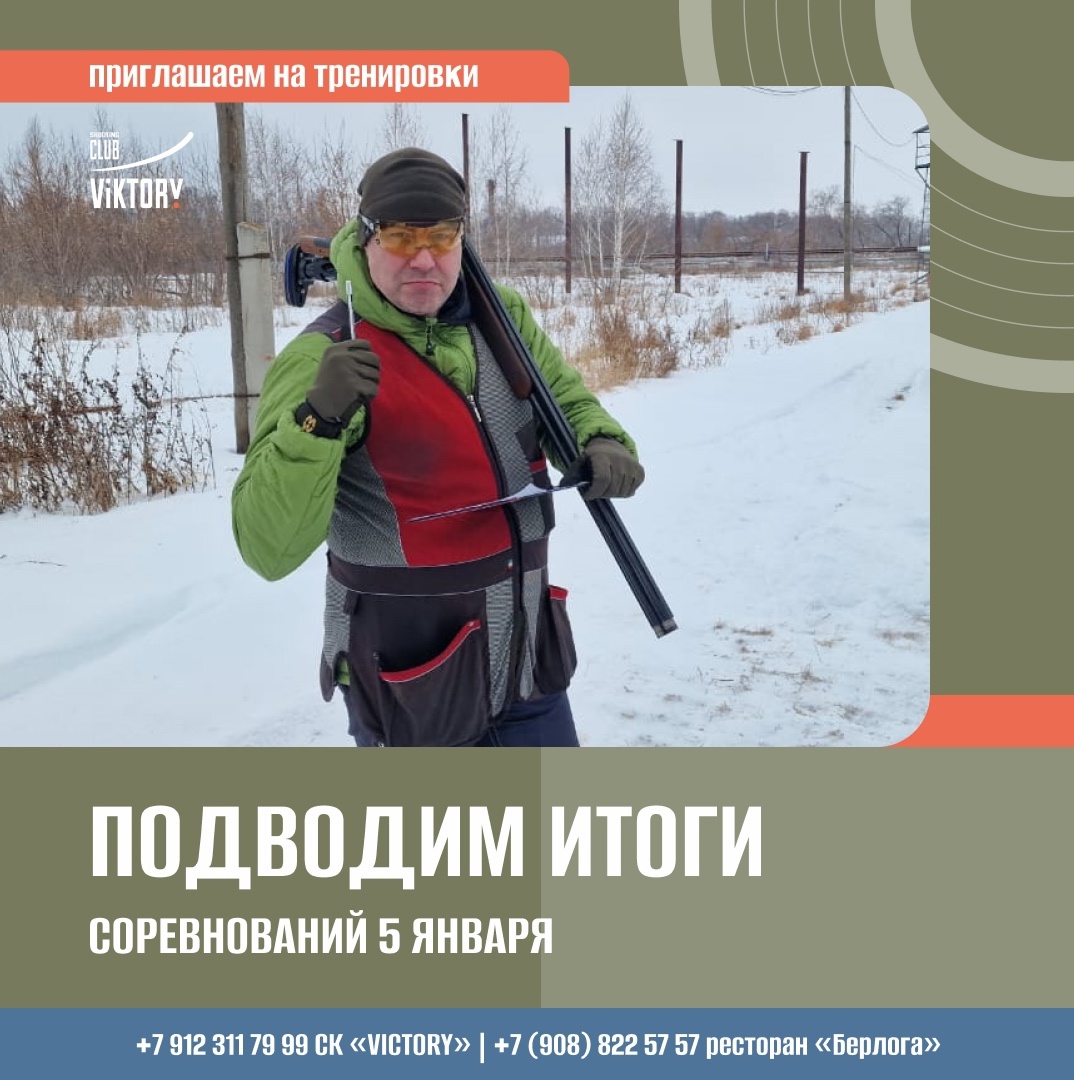 приглашаем на тренировки
SHOOTING
CLUB
ViKTORY
ПОДВОДИМ ИТОГИ
СОРЕВНОВАНИЙ 5 ЯНВАРЯ
+7 912 311 79 99 СК «VICTORY» | +7 (908) 822 57 57 ресторан «Берлога»